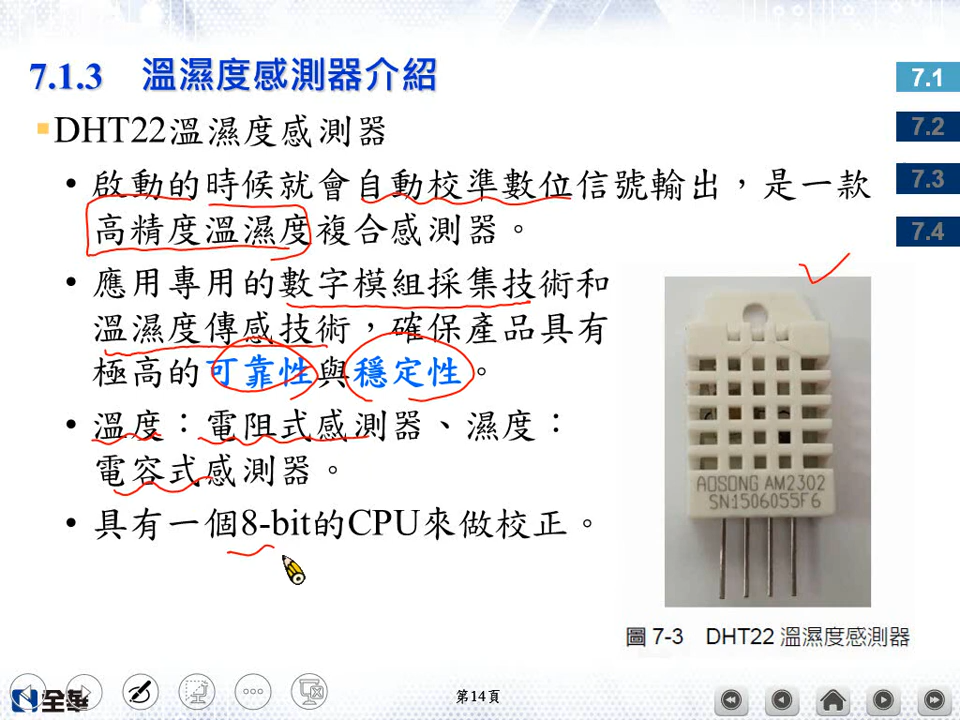 7.1.3 溫濕度感測器介紹
DHT22溫濕度感測器
• 啟動的時候就會自動校準數位信號輸出，是一款
高精度溫濕度複合感測器。
• 應用專用的數字模組採集技術和
溫濕度傳感技術，確保產品具有
極高的可靠性與穩定性。
• 溫度：電阻式感測器、濕度：
電容式感測器。
• 具有一個8-bit的CPU來做校正。
7.1
7.2
7.3
7.4
AOSONG AM2302
SN1506055F6
圖 7-3 DHT22 溫濕度感測器
全華
第14頁